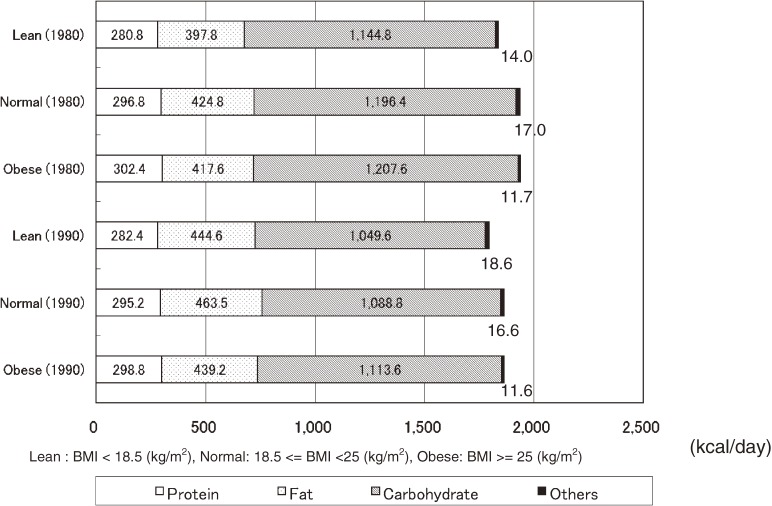 Lean (1980) 280.8 397.8 1,144.8 14.0
Normal (1980) 296.8 424.8 1,196.4 17.0
Obese (1980) 302.4 417.6 1,207.6 11.7
Lean (1990) 282.4 444.6 1,049.6 18.6
Normal (1990) 295.2 463.5 1,088.8 16.6
Obese (1990) 298.8 439.2 1,113.6 11.6
0 500 1,000 1,500 2,000 2,500
(kcal/day)
Lean : BMI < 18.5 (kg/m²), Normal: 18.5 <= BMI <25 (kg/m²), Obese: BMI >= 25 (kg/m²)
Protein Fat Carbohydrate Others